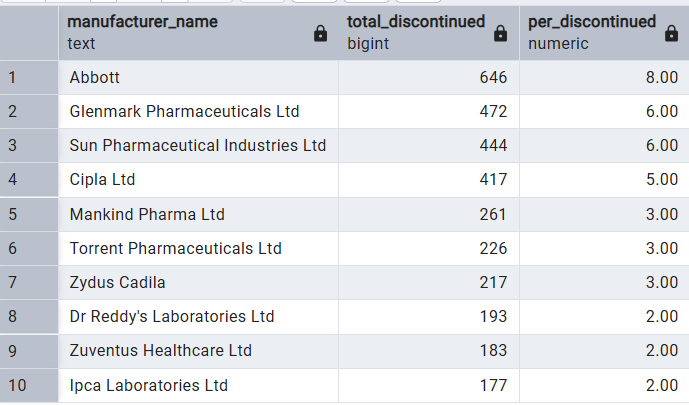 manufacturer_name total_discontinued per_discontinued
text bigint numeric
1 Abbott 646 8.00
2 Glenmark Pharmaceuticals Ltd 472 6.00
3 Sun Pharmaceutical Industries Ltd 444 6.00
4 Cipla Ltd 417 5.00
5 Mankind Pharma Ltd 261 3.00
6 Torrent Pharmaceuticals Ltd 226 3.00
7 Zydus Cadila 217 3.00
8 Dr Reddy's Laboratories Ltd 193 2.00
9 Zuventus Healthcare Ltd 183 2.00
10 Ipca Laboratories Ltd 177 2.00